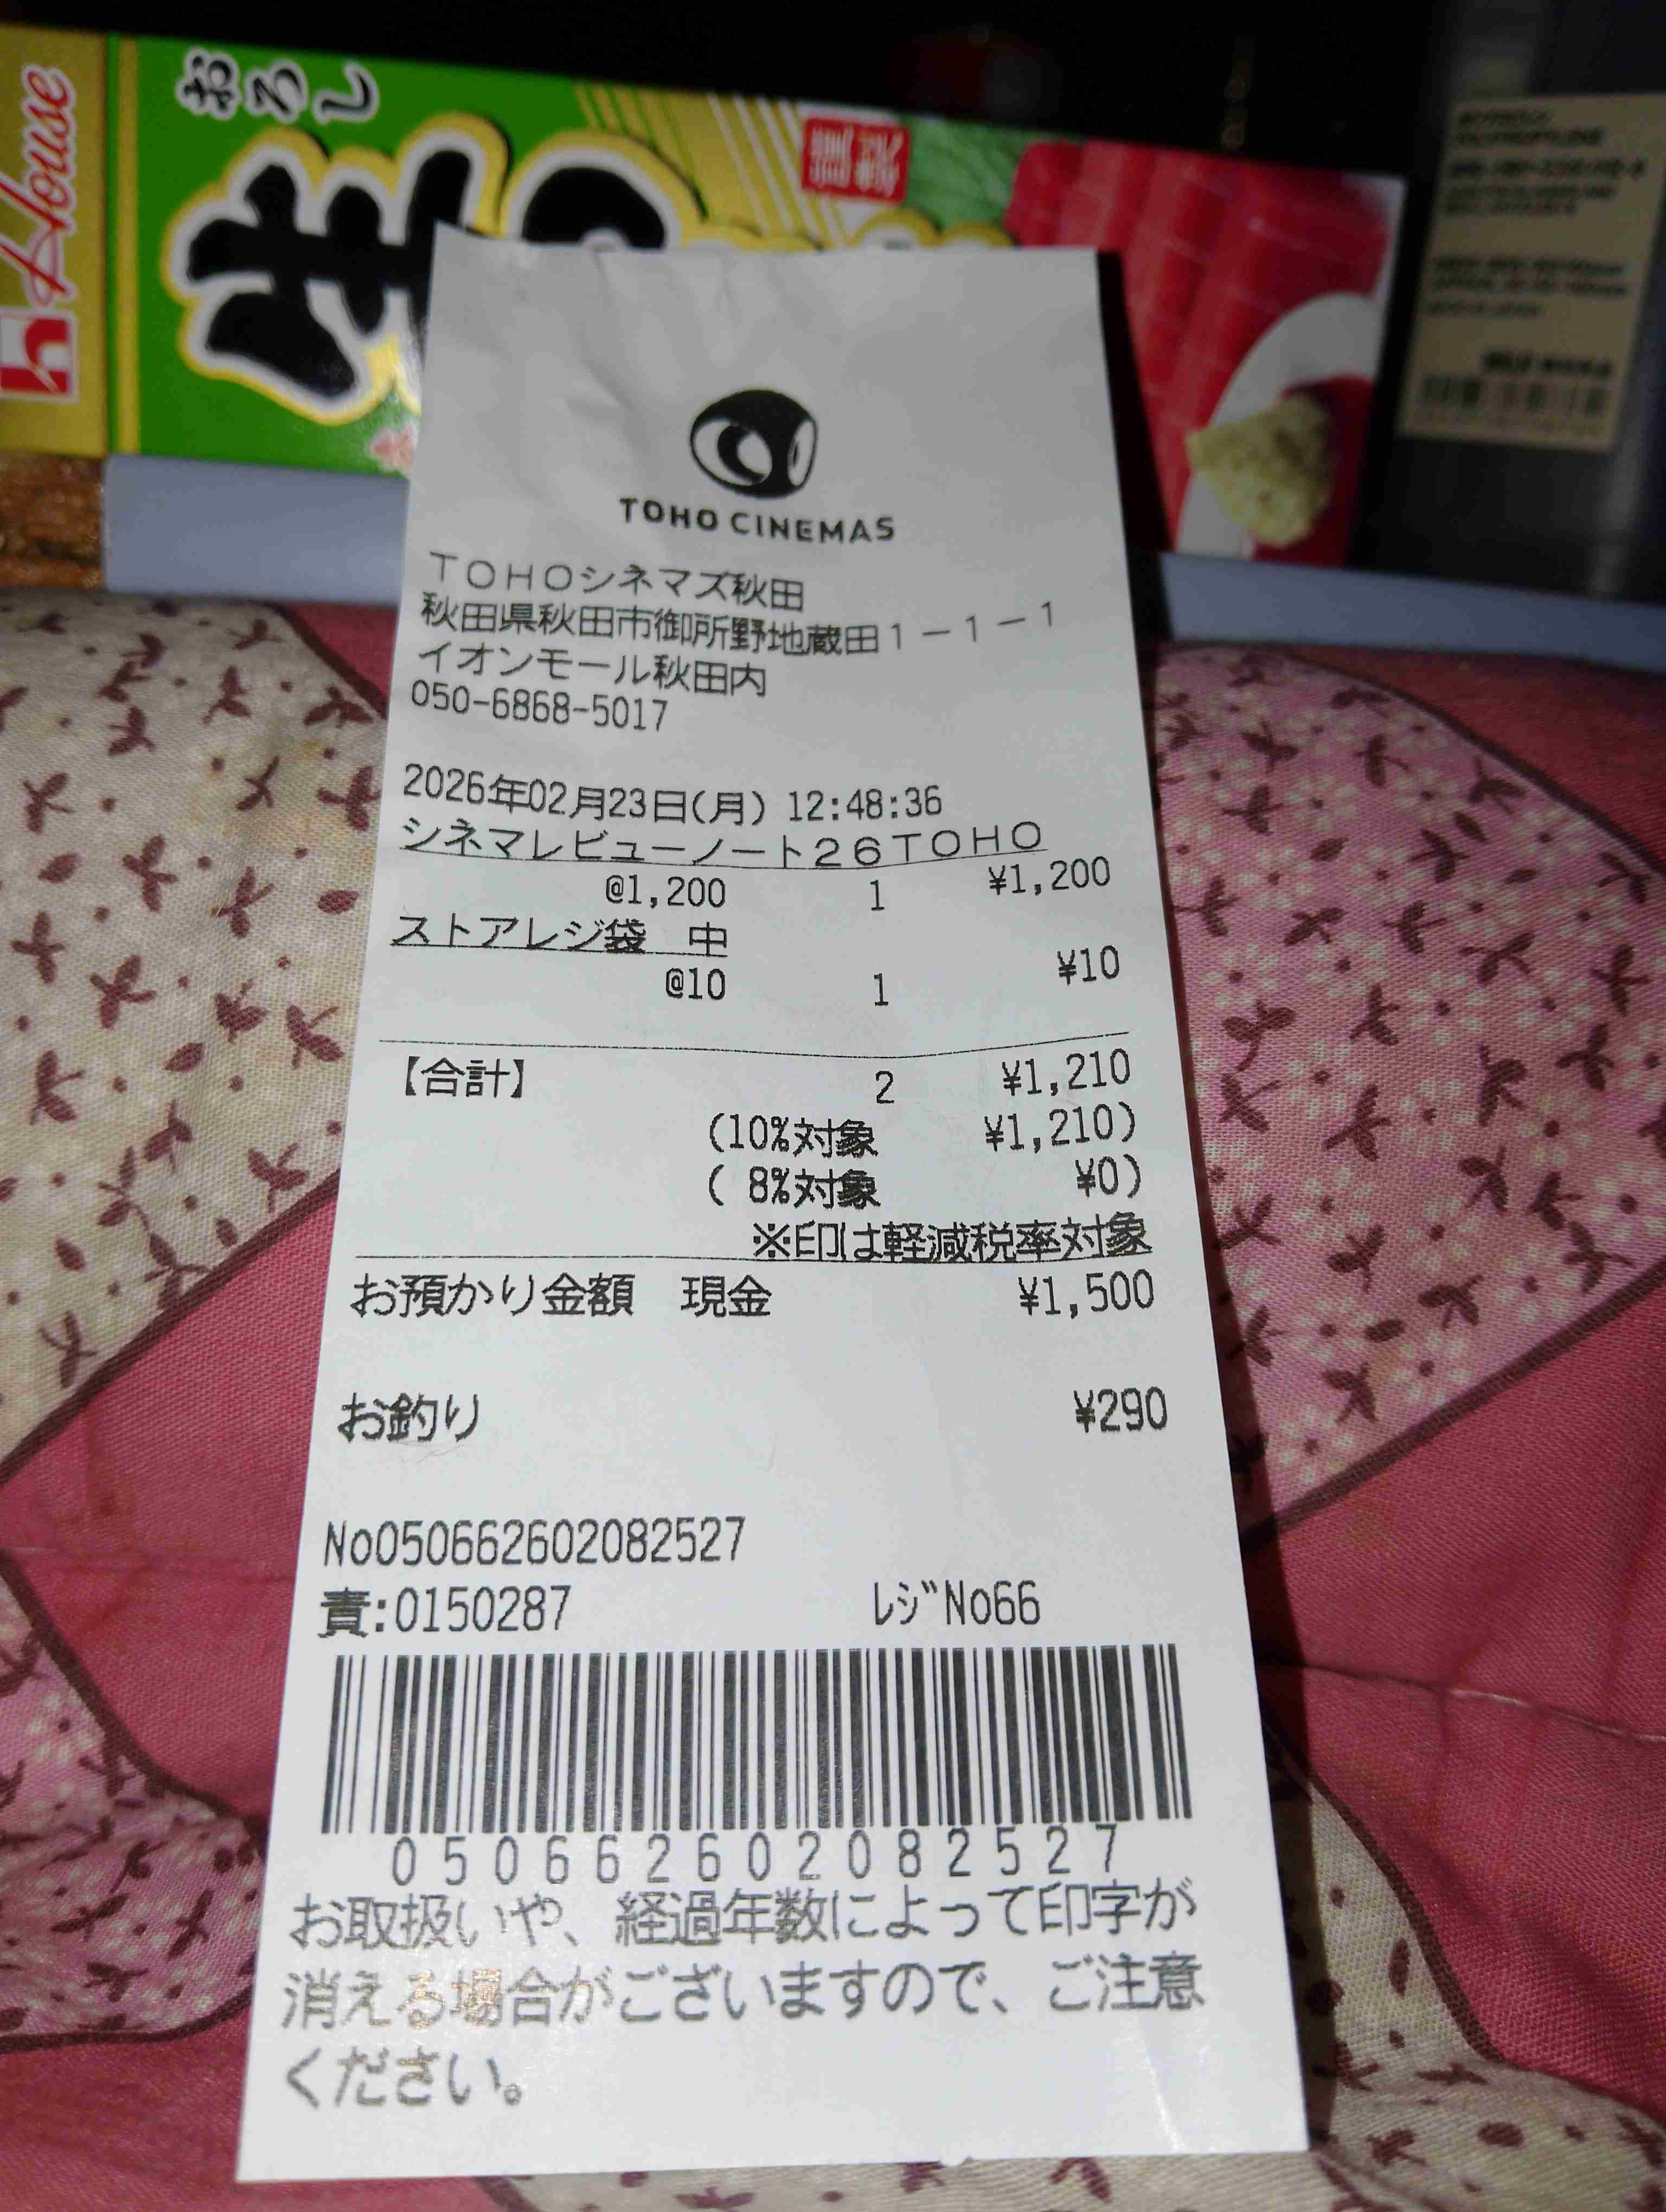 House
おろし
生
謹製
TOHO CINEMAS
TOHOシネマズ秋田
秋田県秋田市御所野地蔵田1-1-1
イオンモール秋田内
050-6868-5017
2026年02月23日(月) 12:48:36
シネマレビューノート26TOHO
@1,200 1 ¥1,200
ストアレジ袋 中
@10 1 ¥10
【合計】 2 ¥1,210
(10%対象 ¥1,210)
( 8%対象 ¥0)
※印は軽減税率対象
お預かり金額 現金 ¥1,500
お釣り ¥290
No050662602082527
責:0150287 ﾚｼﾞNo66
050662602082527
お取扱いや、経過年数によって印字が
消える場合がございますので、ご注意
ください。